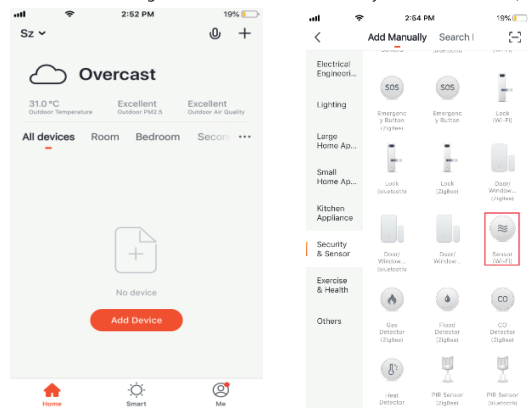 2:52 PM
19%
Sz
Overcast
31.0 °C
Outdoor Temperature
Excellent
Outdoor PM2.5
Excellent
Outdoor Air Quality
All devices
Room
Bedroom
Secon
...
No device
Add Device
Home
Smart
Me
2:54 PM
19%
Add Manually
Search
Electrical
Engineeri...
Lighting
Large
Home Ap...
Small
Home Ap...
Kitchen
Appliance
Security
& Sensor
Exercise
& Health
Others
SOS
SOS
Emergenc
y Button
(ZigBee)
Emergenc
y Button
Lock
(Wi-Fi)
Lock
(bluetooth)
Lock
(ZigBee)
Door/
Window...
(ZigBee)
Door/
Window...
(bluetooth)
Door/
Window...
Sensor
(Wi-Fi)
CO
Gas
Detector
(ZigBee)
Flood
Detector
(ZigBee)
CO
Detector
(ZigBee)
Heat
Detector
PIR Sensor
(ZigBee)
PIR Sensor
(bluetooth)